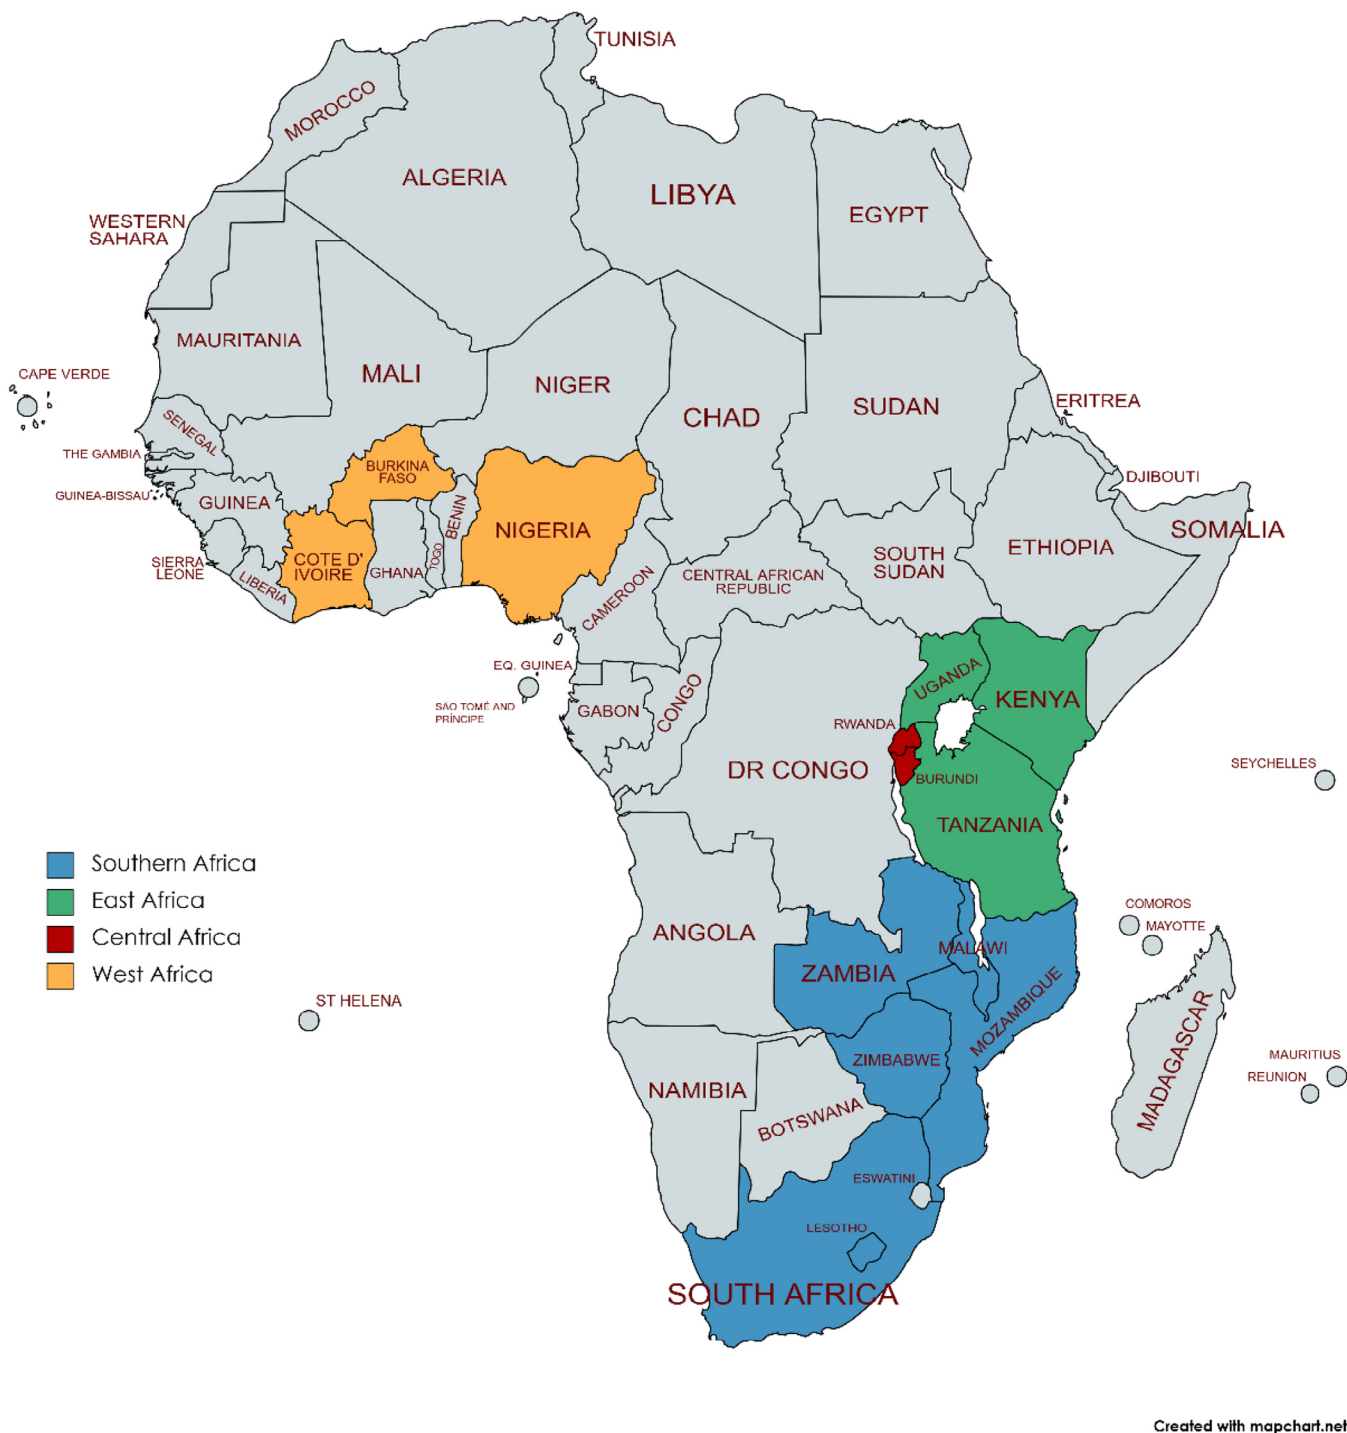 TUNISIA
MOROCCO
ALGERIA
LIBYA
EGYPT
WESTERN
SAHARA
MAURITANIA
MALI
NIGER
CHAD
SUDAN
ERITREA
CAPE VERDE
SENEGAL
THE GAMBIA
GUINEA-BISSAU
GUINEA
BURKINA
FASO
BENIN
NIGERIA
DJIBOUTI
SOMALIA
ETHIOPIA
SOUTH
SUDAN
SIERRA
LEONE
LIBERIA
COTE D'
IVOIRE
GHANA
TOGO
CAMEROON
CENTRAL AFRICAN
REPUBLIC
EQ. GUINEA
SÃO TOMÉ AND
PRÍNCIPE
GABON
CONGO
UGANDA
KENYA
RWANDA
DR CONGO
BURUNDI
SEYCHELLES
TANZANIA
Southern Africa
East Africa
Central Africa
West Africa
ANGOLA
ZAMBIA
MALAWI
COMOROS
MAYOTTE
ST HELENA
MOZAMBIQUE
ZIMBABWE
MADAGASCAR
MAURITIUS
REUNION
NAMIBIA
BOTSWANA
ESWATINI
LESOTHO
SOUTH AFRICA
Created with mapchart.net